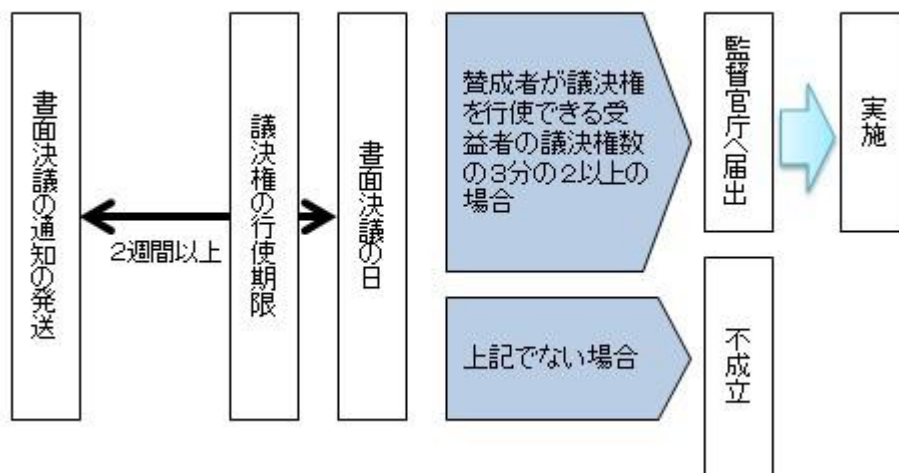 書面決議の通知の発送
2週間以上
議決権の行使期限
書面決議の日
賛成者が議決権
を行使できる受
益者の議決権数
の3分の2以上の
場合
監督官庁へ届出
実施
上記でない場合
不成立